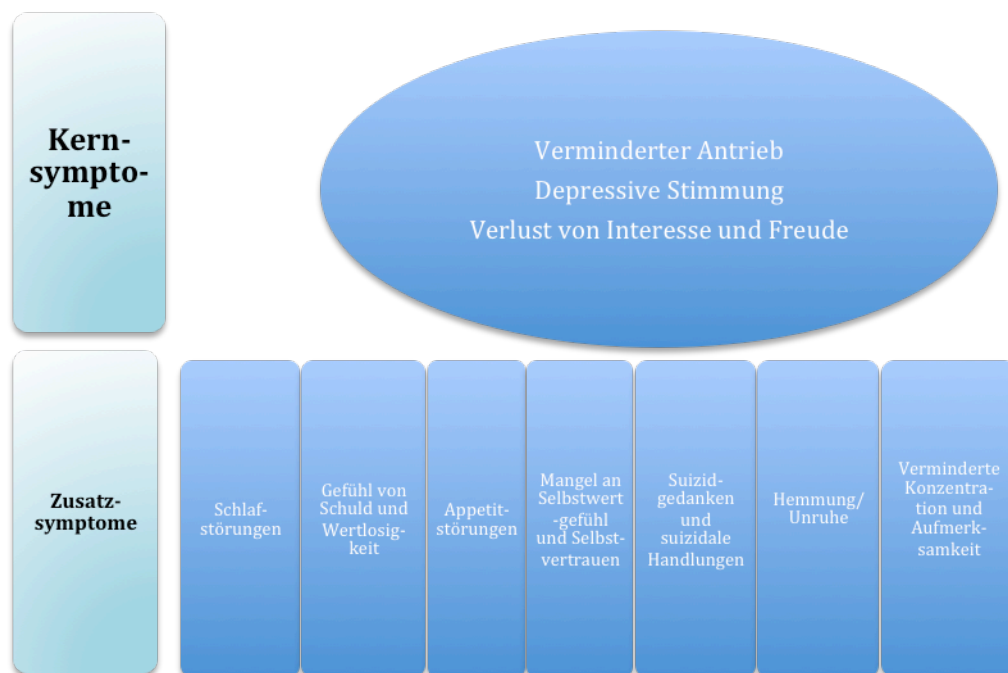 Kern-
sympto-
me
Verminderter Antrieb
Depressive Stimmung
Verlust von Interesse und Freude
Zusatz-
symptome
Schlaf-
störungen
Gefühl von
Schuld und
Wertlosig-
keit
Appetit-
störungen
Mangel an
Selbstwert
-gefühl
und Selbst-
vertrauen
Suizid-
gedanken
und
suizidale
Handlungen
Hemmung/
Unruhe
Verminderte
Konzentra-
tion und
Aufmerk-
samkeit